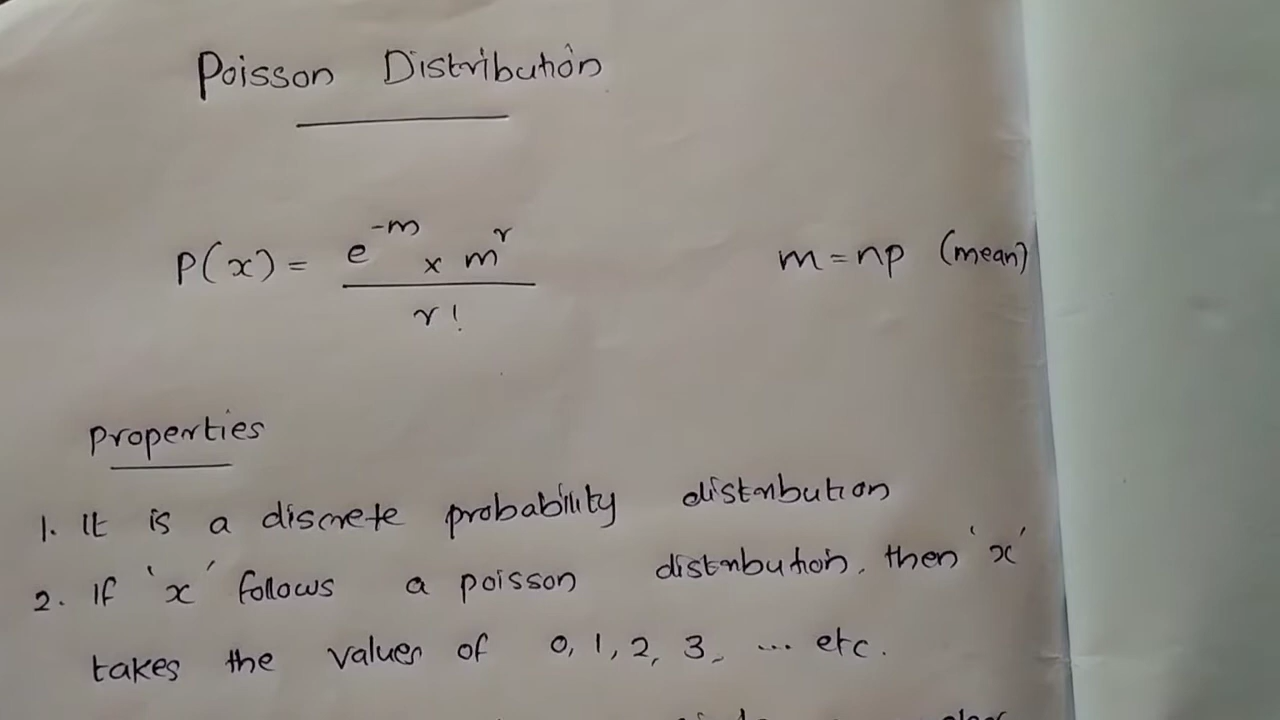 Poisson Distribution
P(x) = e^-m × m^r / r!
m = np (mean)
Properties
1. It is a discrete probability distribution
2. If 'x' follows a poisson distribution, then 'x'
takes the values of 0, 1, 2, 3, ... etc.